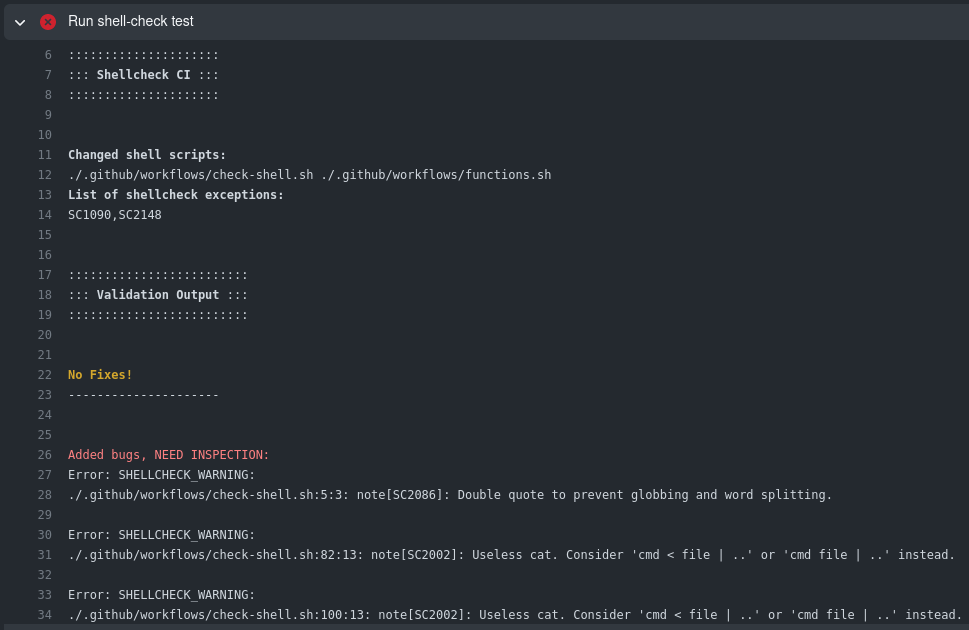 Run shell-check test
6 :::::::::::::::::::::
7 ::: Shellcheck CI :::
8 :::::::::::::::::::::
9
10
11 Changed shell scripts:
12 ./.github/workflows/check-shell.sh ./.github/workflows/functions.sh
13 List of shellcheck exceptions:
14 SC1090,SC2148
15
16
17 :::::::::::::::::::::::::
18 ::: Validation Output :::
19 :::::::::::::::::::::::::
20
21
22 No Fixes!
23 ---------------------
24
25
26 Added bugs, NEED INSPECTION:
27 Error: SHELLCHECK_WARNING:
28 ./.github/workflows/check-shell.sh:5:3: note[SC2086]: Double quote to prevent globbing and word splitting.
29
30 Error: SHELLCHECK_WARNING:
31 ./.github/workflows/check-shell.sh:82:13: note[SC2002]: Useless cat. Consider 'cmd < file | ..' or 'cmd file | ..' instead.
32
33 Error: SHELLCHECK_WARNING:
34 ./.github/workflows/check-shell.sh:100:13: note[SC2002]: Useless cat. Consider 'cmd < file | ..' or 'cmd file | ..' instead.